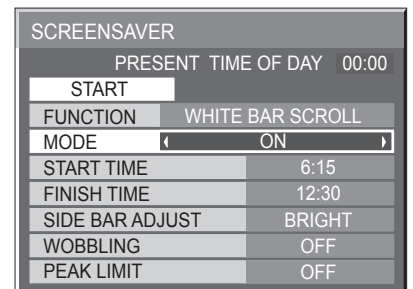 SCREENSAVER
PRESENT TIME OF DAY 00:00
START
FUNCTION WHITE BAR SCROLL
MODE ON
START TIME 6:15
FINISH TIME 12:30
SIDE BAR ADJUST BRIGHT
WOBBLING OFF
PEAK LIMIT OFF